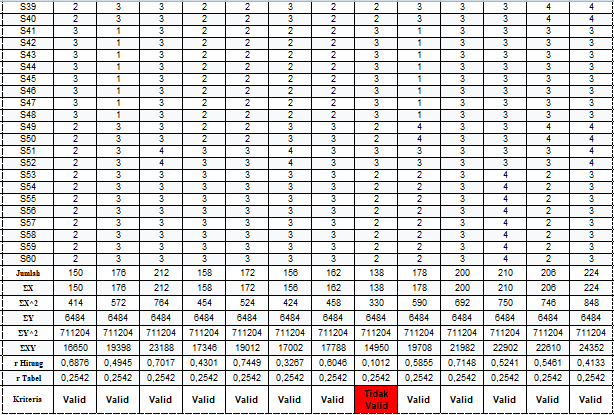 S39 2 3 3 2 3 2 2 2 3 3 3 4 4
S40 2 3 3 2 2 2 2 2 3 3 3 4 4
S41 3 1 3 2 2 2 2 3 1 3 3 3 3
S42 3 1 3 2 2 2 2 3 1 3 3 3 3
S43 3 1 3 2 2 2 2 3 1 3 3 3 3
S44 3 1 3 2 2 2 2 3 1 3 3 3 3
S45 3 1 3 2 2 2 2 3 1 3 3 3 3
S46 3 1 3 2 2 2 2 3 1 3 3 3 3
S47 3 1 3 2 2 2 2 3 1 3 3 3 3
S48 3 1 3 2 2 2 2 3 1 3 3 3 3
S49 2 3 3 2 2 3 2 2 4 3 3 4 4
S50 2 3 3 2 3 3 2 2 4 3 3 4 4
S51 3 3 4 3 3 4 3 3 3 3 3 3 4
S52 3 3 4 3 3 4 3 3 3 3 3 3 4
S53 2 3 3 3 3 3 3 2 2 3 4 2 3
S54 2 3 3 3 3 3 3 2 2 3 4 2 3
S55 2 3 3 3 3 3 3 2 2 3 4 2 3
S56 2 3 3 3 3 3 3 2 2 3 4 2 3
S57 2 3 3 3 3 3 3 2 2 3 4 2 3
S58 2 3 3 3 3 3 3 2 2 3 4 2 3
S59 2 3 3 3 3 3 3 2 2 3 4 2 3
S60 2 3 3 3 3 3 3 2 2 3 4 2 3
Jumlah 150 176 212 158 172 156 162 138 178 200 210 206 224
ΣX 150 176 212 158 172 156 162 138 178 200 210 206 224
ΣX^2 414 572 764 454 524 424 458 330 590 692 750 746 848
ΣY 6484 6484 6484 6484 6484 6484 6484 6484 6484 6484 6484 6484 6484
ΣY^2 711204 711204 711204 711204 711204 711204 711204 711204 711204 711204 711204 711204 711204
ΣXY 16650 19398 23188 17346 19012 17002 17788 14950 19708 21982 22902 22610 24352
r Hitung 0,6876 0,4945 0,7017 0,4301 0,7449 0,3267 0,6046 0,1012 0,5855 0,7148 0,5241 0,5461 0,4133
r Tabel 0,2542 0,2542 0,2542 0,2542 0,2542 0,2542 0,2542 0,2542 0,2542 0,2542 0,2542 0,2542 0,2542
Kriteria Valid Valid Valid Valid Valid Valid Valid Tidak Valid Valid Valid Valid Valid Valid